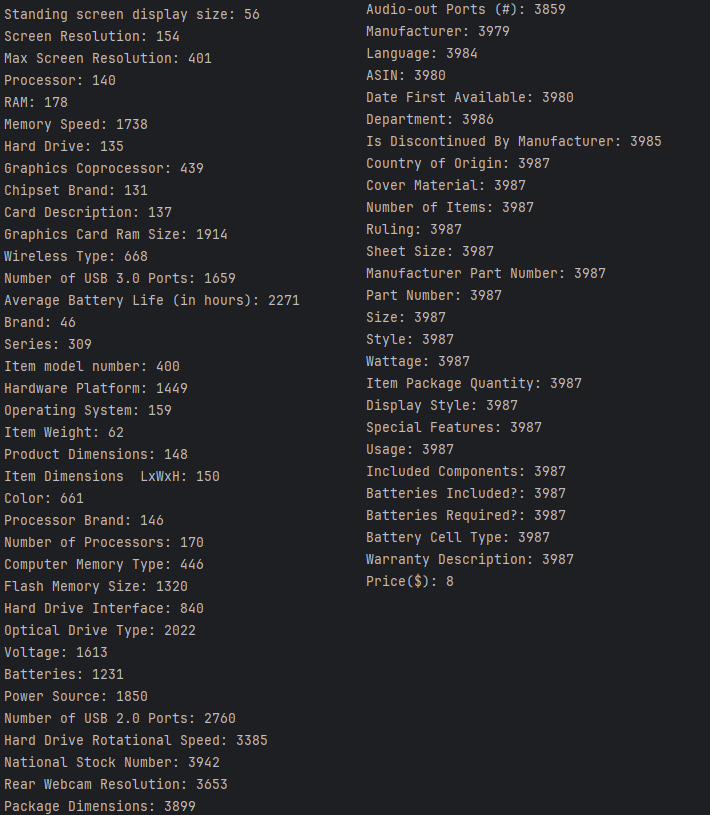 Standing screen display size: 56
Screen Resolution: 154
Max Screen Resolution: 401
Processor: 140
RAM: 178
Memory Speed: 1738
Hard Drive: 135
Graphics Coprocessor: 439
Chipset Brand: 131
Card Description: 137
Graphics Card Ram Size: 1914
Wireless Type: 668
Number of USB 3.0 Ports: 1659
Average Battery Life (in hours): 2271
Brand: 46
Series: 309
Item model number: 400
Hardware Platform: 1449
Operating System: 159
Item Weight: 62
Product Dimensions: 148
Item Dimensions  LxWxH: 150
Color: 661
Processor Brand: 146
Number of Processors: 170
Computer Memory Type: 446
Flash Memory Size: 1320
Hard Drive Interface: 840
Optical Drive Type: 2022
Voltage: 1613
Batteries: 1231
Power Source: 1850
Number of USB 2.0 Ports: 2760
Hard Drive Rotational Speed: 3385
National Stock Number: 3942
Rear Webcam Resolution: 3653
Package Dimensions: 3899
Audio-out Ports (#): 3859
Manufacturer: 3979
Language: 3984
ASIN: 3980
Date First Available: 3980
Department: 3986
Is Discontinued By Manufacturer: 3985
Country of Origin: 3987
Cover Material: 3987
Number of Items: 3987
Ruling: 3987
Sheet Size: 3987
Manufacturer Part Number: 3987
Part Number: 3987
Size: 3987
Style: 3987
Wattage: 3987
Item Package Quantity: 3987
Display Style: 3987
Special Features: 3987
Usage: 3987
Included Components: 3987
Batteries Included?: 3987
Batteries Required?: 3987
Battery Cell Type: 3987
Warranty Description: 3987
Price($): 8